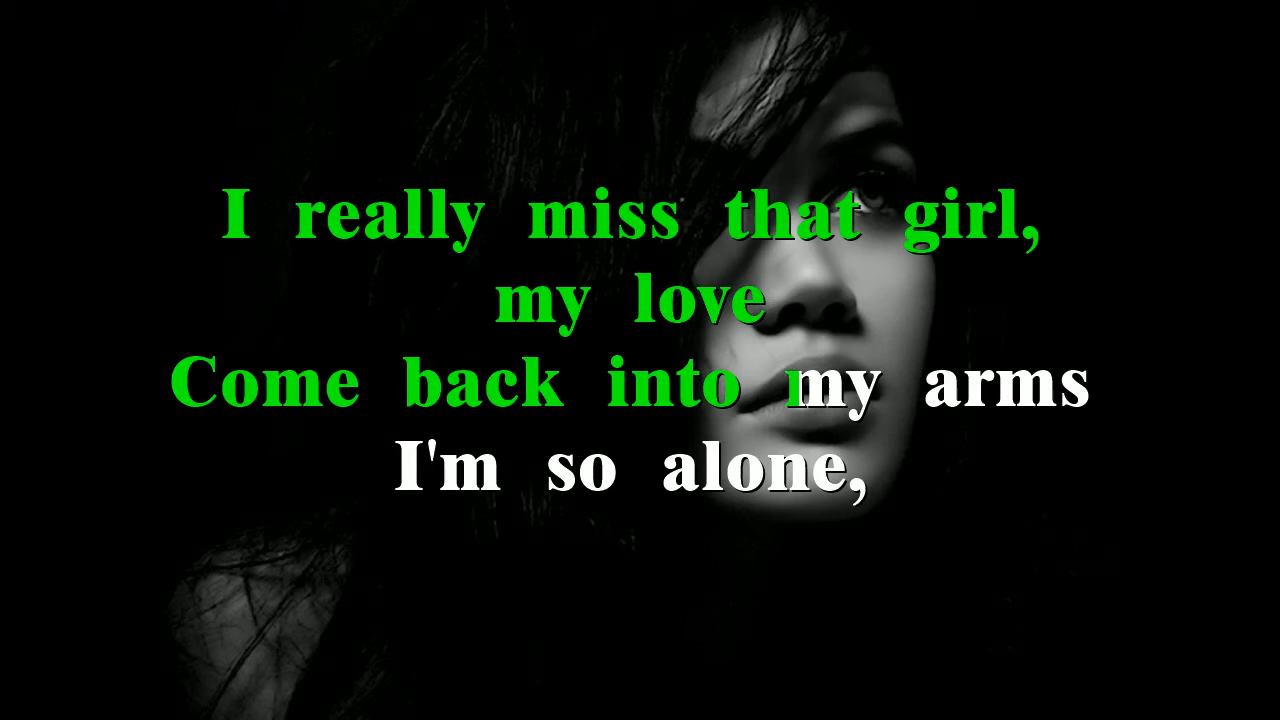 I really miss that girl,
my love
Come back into my arms
I'm so alone,